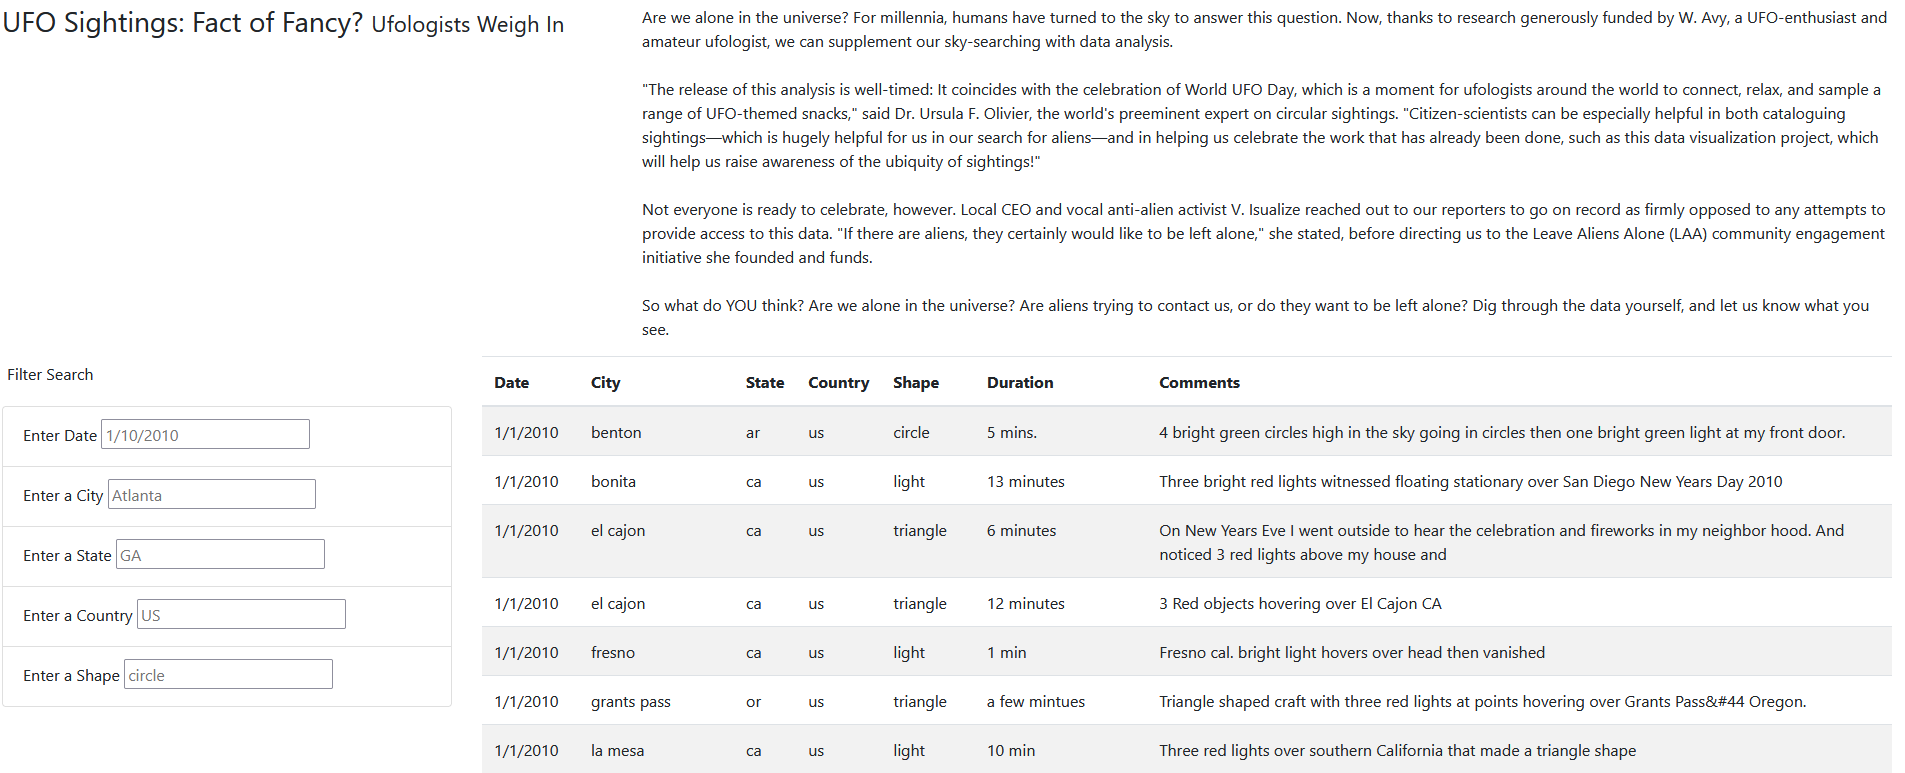 UFO Sightings: Fact of Fancy? Ufologists Weigh In
Are we alone in the universe? For millennia, humans have turned to the sky to answer this question. Now, thanks to research generously funded by W. Avy, a UFO-enthusiast and
amateur ufologist, we can supplement our sky-searching with data analysis.
"The release of this analysis is well-timed: It coincides with the celebration of World UFO Day, which is a moment for ufologists around the world to connect, relax, and sample a
range of UFO-themed snacks," said Dr. Ursula F. Olivier, the world's preeminent expert on circular sightings. "Citizen-scientists can be especially helpful in both cataloguing
sightings—which is hugely helpful for us in our search for aliens—and in helping us celebrate the work that has already been done, such as this data visualization project, which
will help us raise awareness of the ubiquity of sightings!"
Not everyone is ready to celebrate, however. Local CEO and vocal anti-alien activist V. Isualize reached out to our reporters to go on record as firmly opposed to any attempts to
provide access to this data. "If there are aliens, they certainly would like to be left alone," she stated, before directing us to the Leave Aliens Alone (LAA) community engagement
initiative she founded and funds.
So what do YOU think? Are we alone in the universe? Are aliens trying to contact us, or do they want to be left alone? Dig through the data yourself, and let us know what you
see.
Filter Search
Enter Date 1/10/2010
Enter a City Atlanta
Enter a State GA
Enter a Country US
Enter a Shape circle
Date City State Country Shape Duration Comments
1/1/2010 benton ar us circle 5 mins. 4 bright green circles high in the sky going in circles then one bright green light at my front door.
1/1/2010 bonita ca us light 13 minutes Three bright red lights witnessed floating stationary over San Diego New Years Day 2010
1/1/2010 el cajon ca us triangle 6 minutes On New Years Eve I went outside to hear the celebration and fireworks in my neighbor hood. And
noticed 3 red lights above my house and
1/1/2010 el cajon ca us triangle 12 minutes 3 Red objects hovering over El Cajon CA
1/1/2010 fresno ca us light 1 min Fresno cal. bright light hovers over head then vanished
1/1/2010 grants pass or us triangle a few mintues Triangle shaped craft with three red lights at points hovering over Grants Pass&#44 Oregon.
1/1/2010 la mesa ca us light 10 min Three red lights over southern California that made a triangle shape